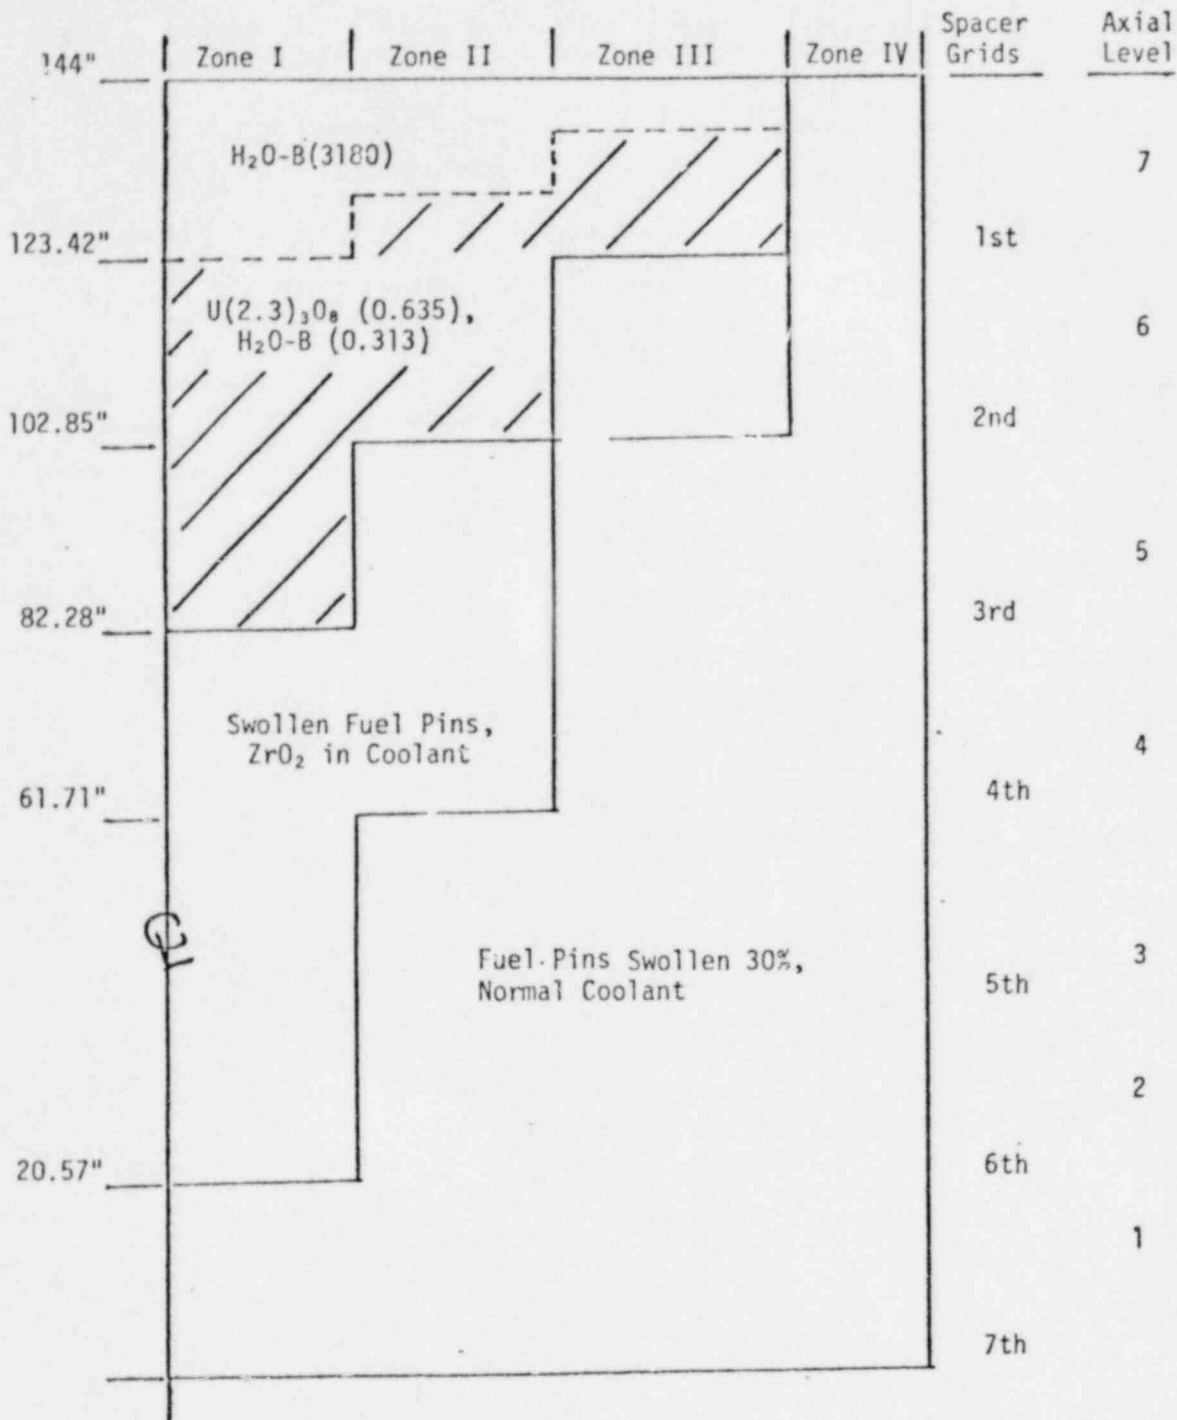 Spacer Axial
144" Zone I Zone II Zone III Zone IV Grids Level
H₂O-B(3180)
7
123.42"
1st
U(2.3)₃O₈ (0.635),
H₂O-B (0.313)
6
102.85"
2nd
5
82.28"
3rd
Swollen Fuel Pins,
ZrO₂ in Coolant
4
61.71"
4th
Fuel Pins Swollen 30%,
Normal Coolant
3
5th
2
20.57"
6th
1
7th